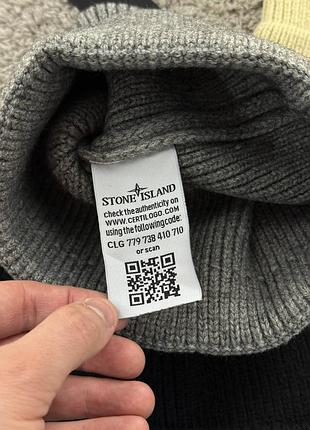 STONE ISLAND
check the authenticity on
WWW.CERTILOGO.COM
using the following code:
CLG 779 738 410 710
or scan